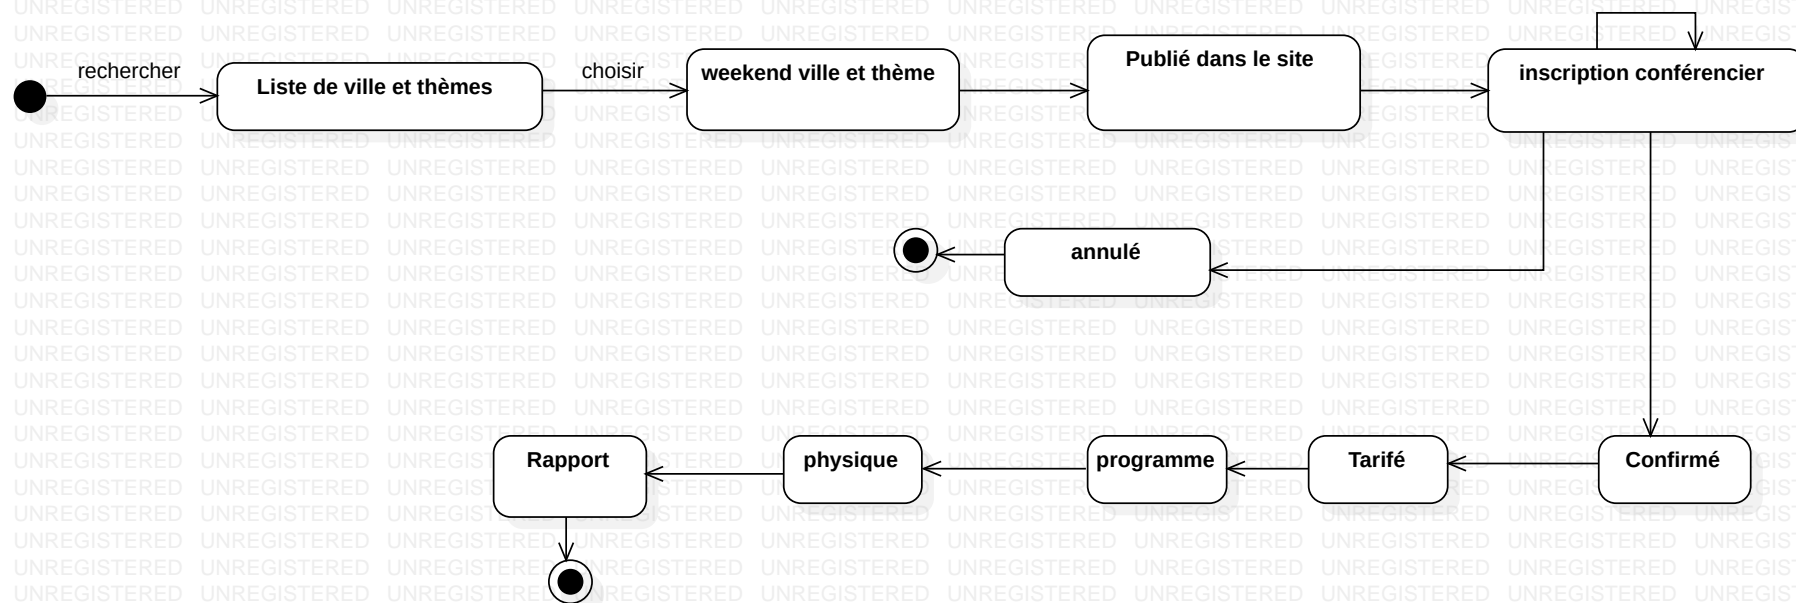 rechercher
Liste de ville et thèmes
choisir
weekend ville et thème
Publié dans le site
inscription conférencier
annulé
Rapport
physique
programme
Tarifé
Confirmé
UNREGISTERED